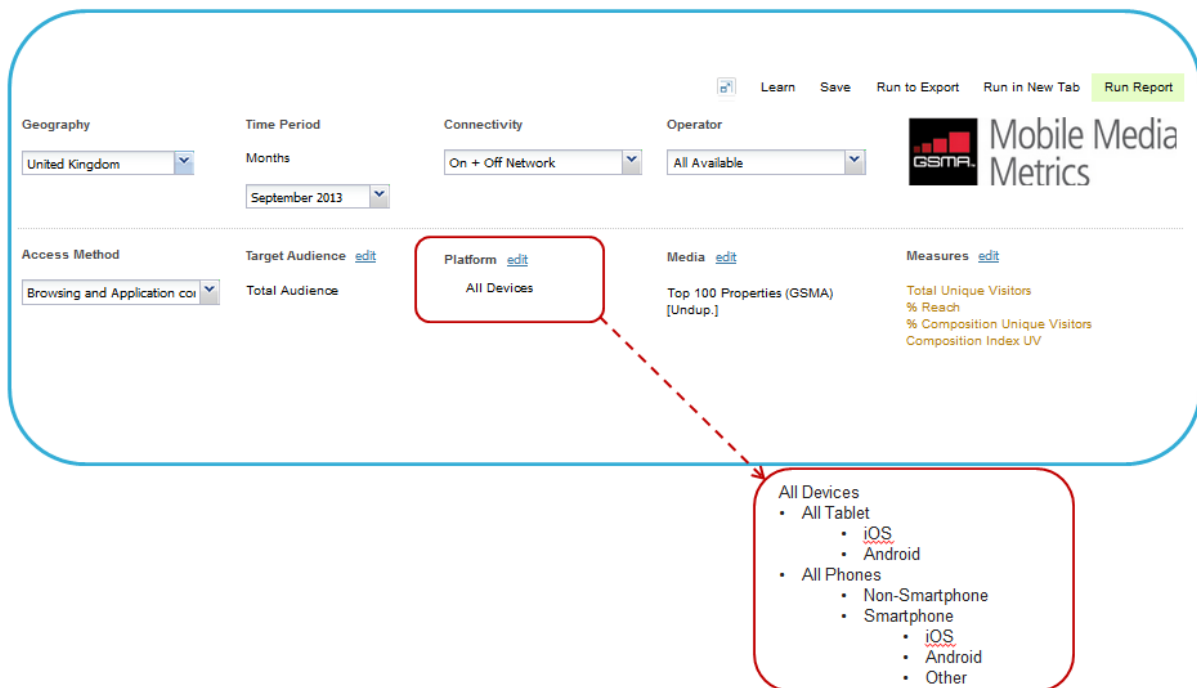 Learn Save Run to Export Run in New Tab Run Report
Geography Time Period Connectivity Operator
GSMA Mobile Media
Metrics
United Kingdom Months On + Off Network All Available
September 2013
Access Method Target Audience edit Platform edit Media edit Measures edit
Browsing and Application coi Total Audience All Devices Top 100 Properties (GSMA)
[Undup.]
Total Unique Visitors
% Reach
% Composition Unique Visitors
Composition Index UV
All Devices
• All Tablet
• iOS
• Android
• All Phones
• Non-Smartphone
• Smartphone
• iOS
• Android
• Other